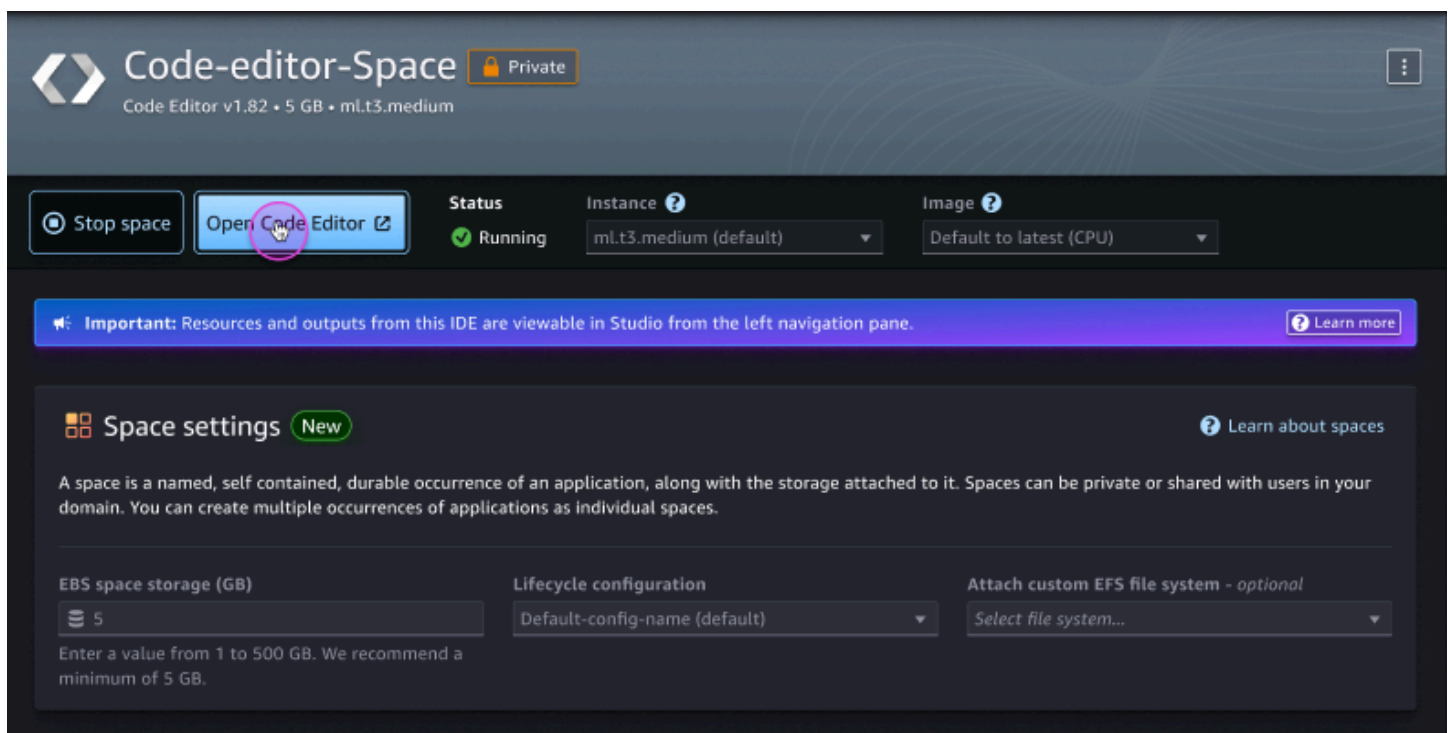 Code-editor-Space Private
Code Editor v1.82 • 5 GB • ml.t3.medium
Stop space
Open Code Editor
Status
Running
Instance ?
ml.t3.medium (default)
Image ?
Default to latest (CPU)
Important: Resources and outputs from this IDE are viewable in Studio from the left navigation pane.
? Learn more
Space settings New
? Learn about spaces
A space is a named, self contained, durable occurrence of an application, along with the storage attached to it. Spaces can be private or shared with users in your
domain. You can create multiple occurrences of applications as individual spaces.
EBS space storage (GB)
5
Enter a value from 1 to 500 GB. We recommend a
minimum of 5 GB.
Lifecycle configuration
Default-config-name (default)
Attach custom EFS file system - optional
Select file system...